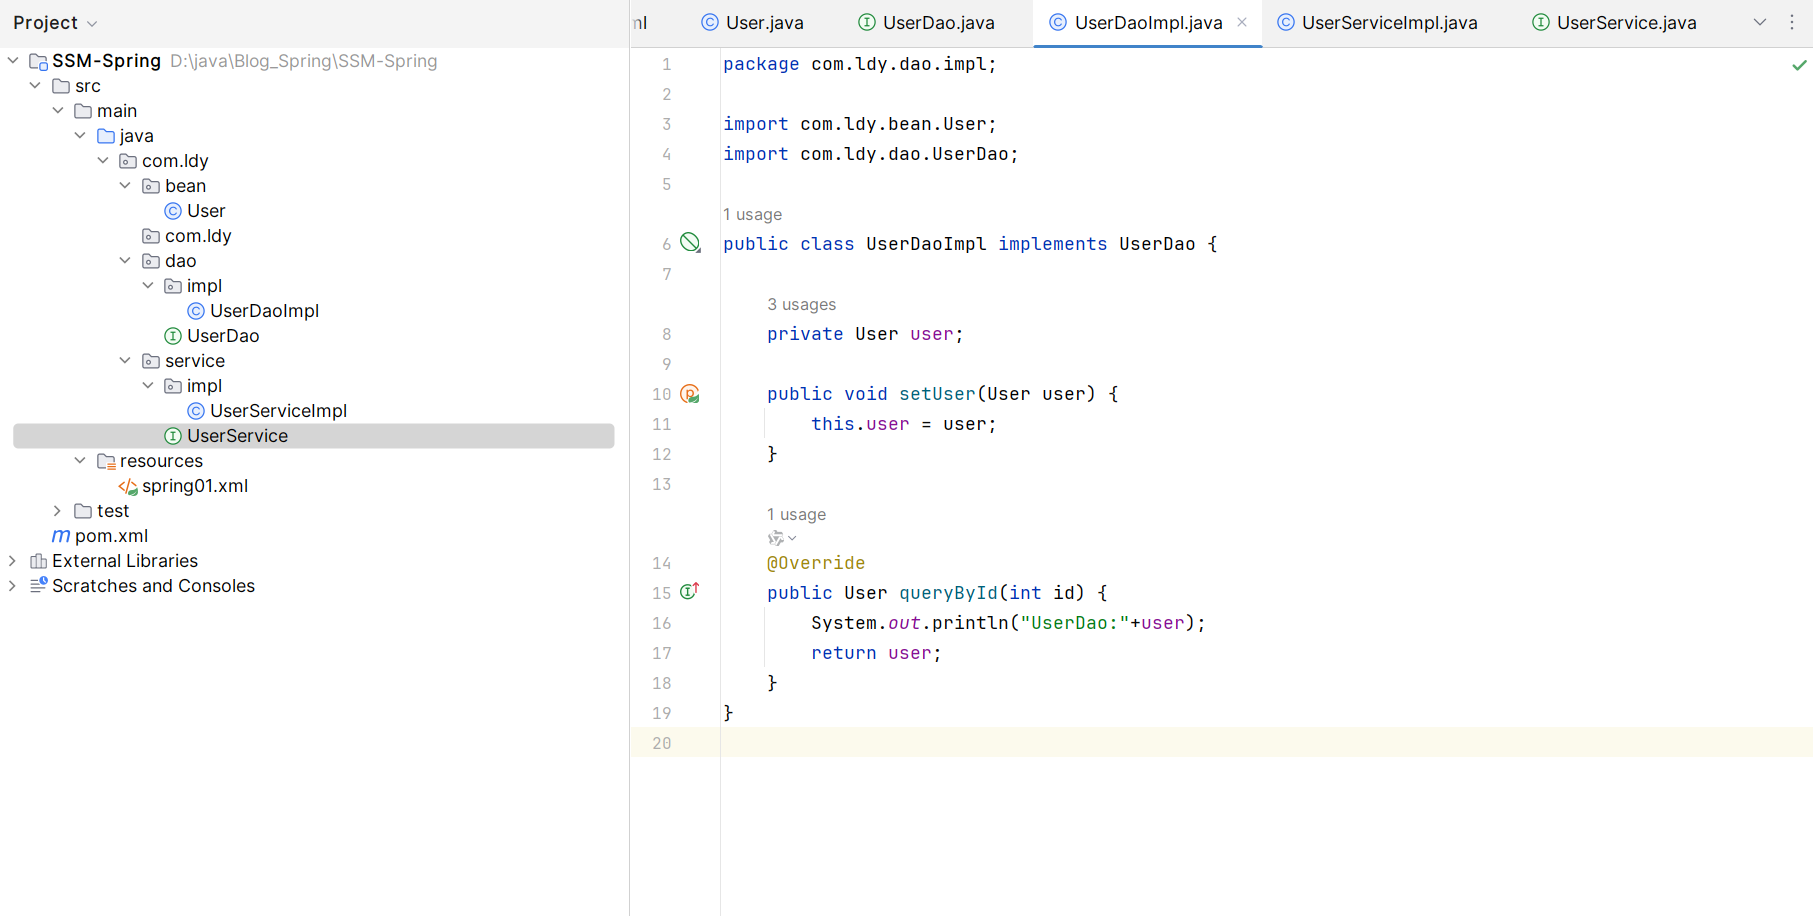 Project
SSM-Spring D:\java\Blog_Spring\SSM-Spring
src
main
java
com.ldy
bean
User
com.ldy
dao
impl
UserDaoImpl
UserDao
service
impl
UserServiceImpl
UserService
resources
spring01.xml
test
pom.xml
External Libraries
Scratches and Consoles
ml User.java UserDao.java UserDaoImpl.java UserServiceImpl.java UserService.java
1 package com.ldy.dao.impl;
2
3 import com.ldy.bean.User;
4 import com.ldy.dao.UserDao;
5
1 usage
6 public class UserDaoImpl implements UserDao {
7
3 usages
8 private User user;
9
10 public void setUser(User user) {
11 this.user = user;
12 }
13
1 usage
14 @Override
15 public User queryById(int id) {
16 System.out.println("UserDao:"+user);
17 return user;
18 }
19 }
20